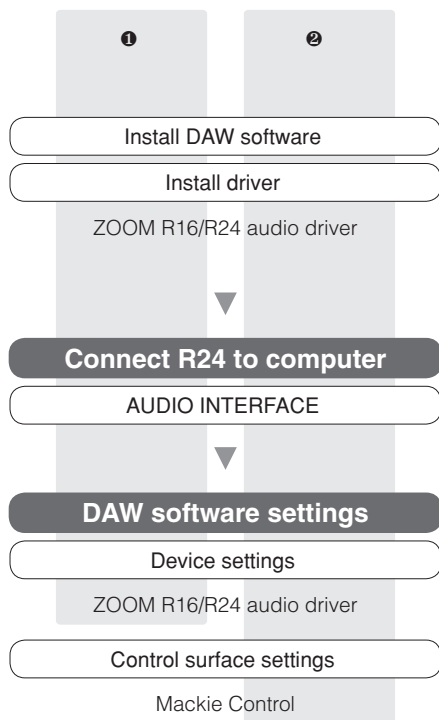 ❶ ❷
Install DAW software
Install driver
ZOOM R16/R24 audio driver
Connect R24 to computer
AUDIO INTERFACE
DAW software settings
Device settings
ZOOM R16/R24 audio driver
Control surface settings
Mackie Control